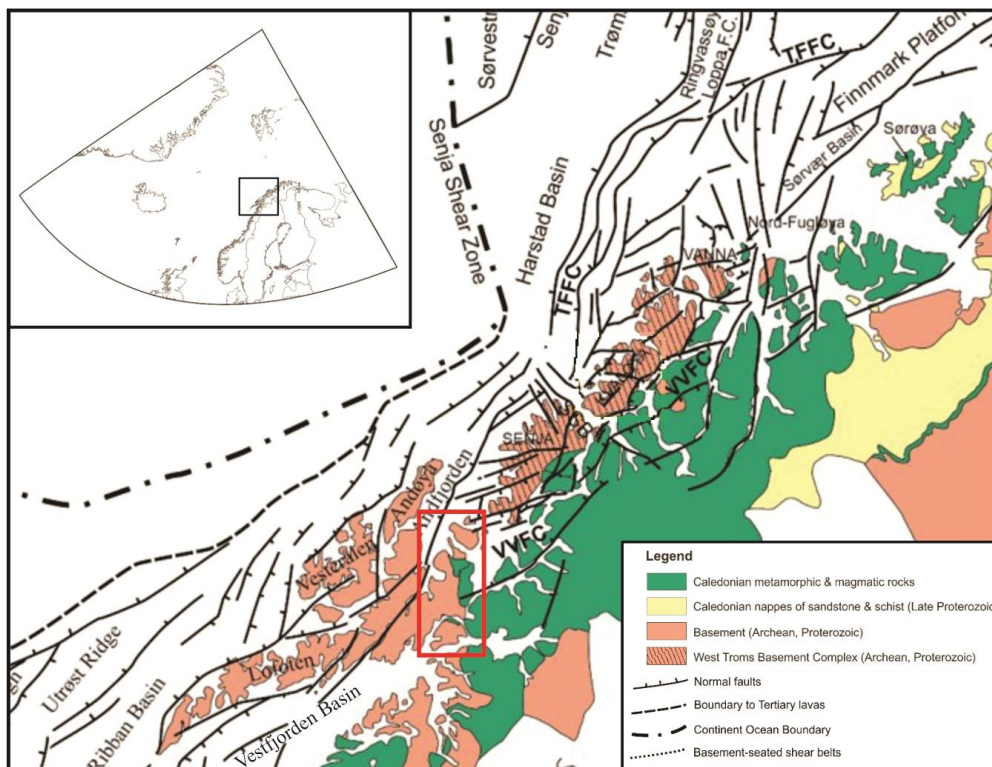 Sørvestr
Senj
Trøms
Ringvassøy
Loppa F.C.
TFFC
Finnmark Platforn
Sørøya
Sørvær Basin
Senja Shear Zone
Harstad Basin
Nord-Fugløya
VANNA
TFFC
VVFC
SENJA
Andøya
ndfjorden
VVFC
Vesterålen
Utrøst Ridge
Lofoten
Ribban Basin
Vestfjorden Basin
Legend
Caledonian metamorphic & magmatic rocks
Caledonian nappes of sandstone & schist (Late Proterozoic
Basement (Archean, Proterozoic)
West Troms Basement Complex (Archean, Proterozoic)
Normal faults
Boundary to Tertiary lavas
Continent Ocean Boundary
Basement-seated shear belts